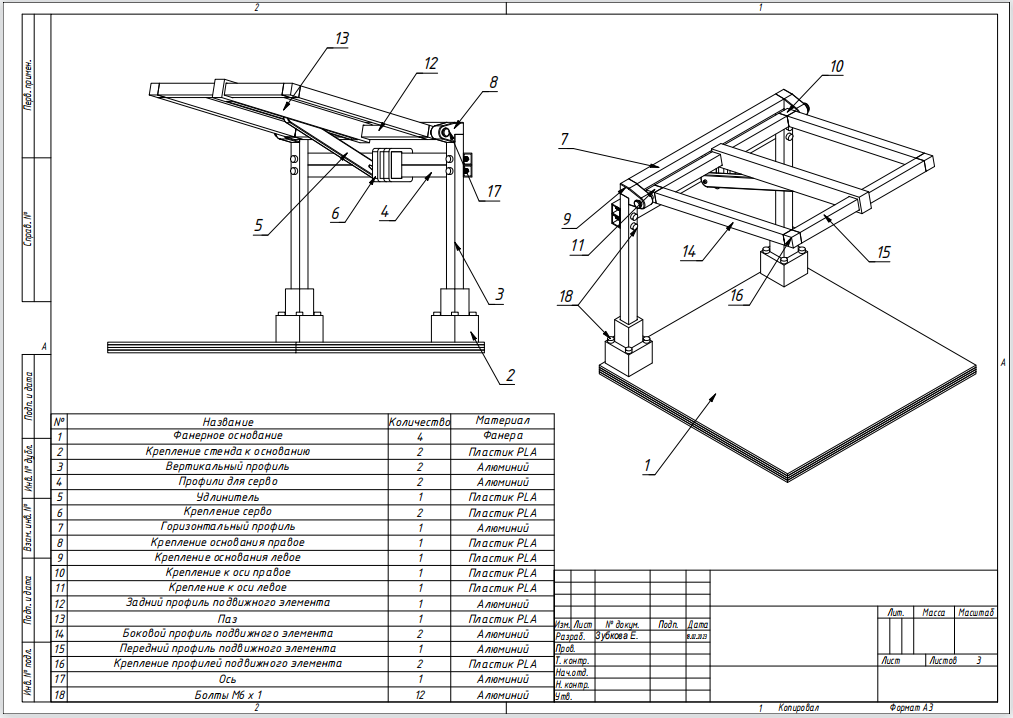 2 1
Перв. примен.
Справ. №
Подп. и дата
Инв. № дубл.
Взам. инв. №
Подп. и дата
Инв. № подл.
А
А
13
12
8
17
6
4
5
3
2
10
7
9
11
14
15
16
18
1
№ Название Количество Материал
1 Фанерное основание 4 Фанера
2 Крепление стенда к основанию 2 Пластик PLA
3 Вертикальный профиль 2 Алюминий
4 Профили для серво 2 Алюминий
5 Удлинитель 1 Пластик PLA
6 Крепление серво 2 Пластик PLA
7 Горизонтальный профиль 1 Алюминий
8 Крепление основания правое 1 Пластик PLA
9 Крепление основания левое 1 Пластик PLA
10 Крепление к оси правое 1 Пластик PLA
11 Крепление к оси левое 1 Пластик PLA
12 Задний профиль подвижного элемента 1 Алюминий
13 Паз 1 Пластик PLA
14 Боковой профиль подвижного элемента 2 Алюминий
15 Передний профиль подвижного элемента 1 Алюминий
16 Крепление профилей подвижного элемента 2 Пластик PLA
17 Ось 1 Алюминий
18 Болты М6 х 1 12 Алюминий
Изм. Лист № докум. Подп. Дата
Разраб. Зубкова Е.
Пров.
Т. контр.
Нач.отд.
Н. контр.
Утв.
Лит. Масса Масштаб
Лист Листов 3
2 1 Копировал Формат А3